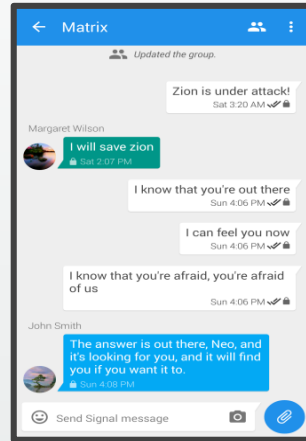 Matrix
Updated the group.
Zion is under attack!
Sat 3:20 AM
Margaret Wilson
I will save zion
Sat 2:07 PM
I know that you're out there
Sun 4:06 PM
I can feel you now
Sun 4:06 PM
I know that you're afraid, you're afraid
of us
Sun 4:06 PM
John Smith
The answer is out there, Neo, and
it's looking for you, and it will find
you if you want it to.
Sun 4:08 PM
Send Signal message